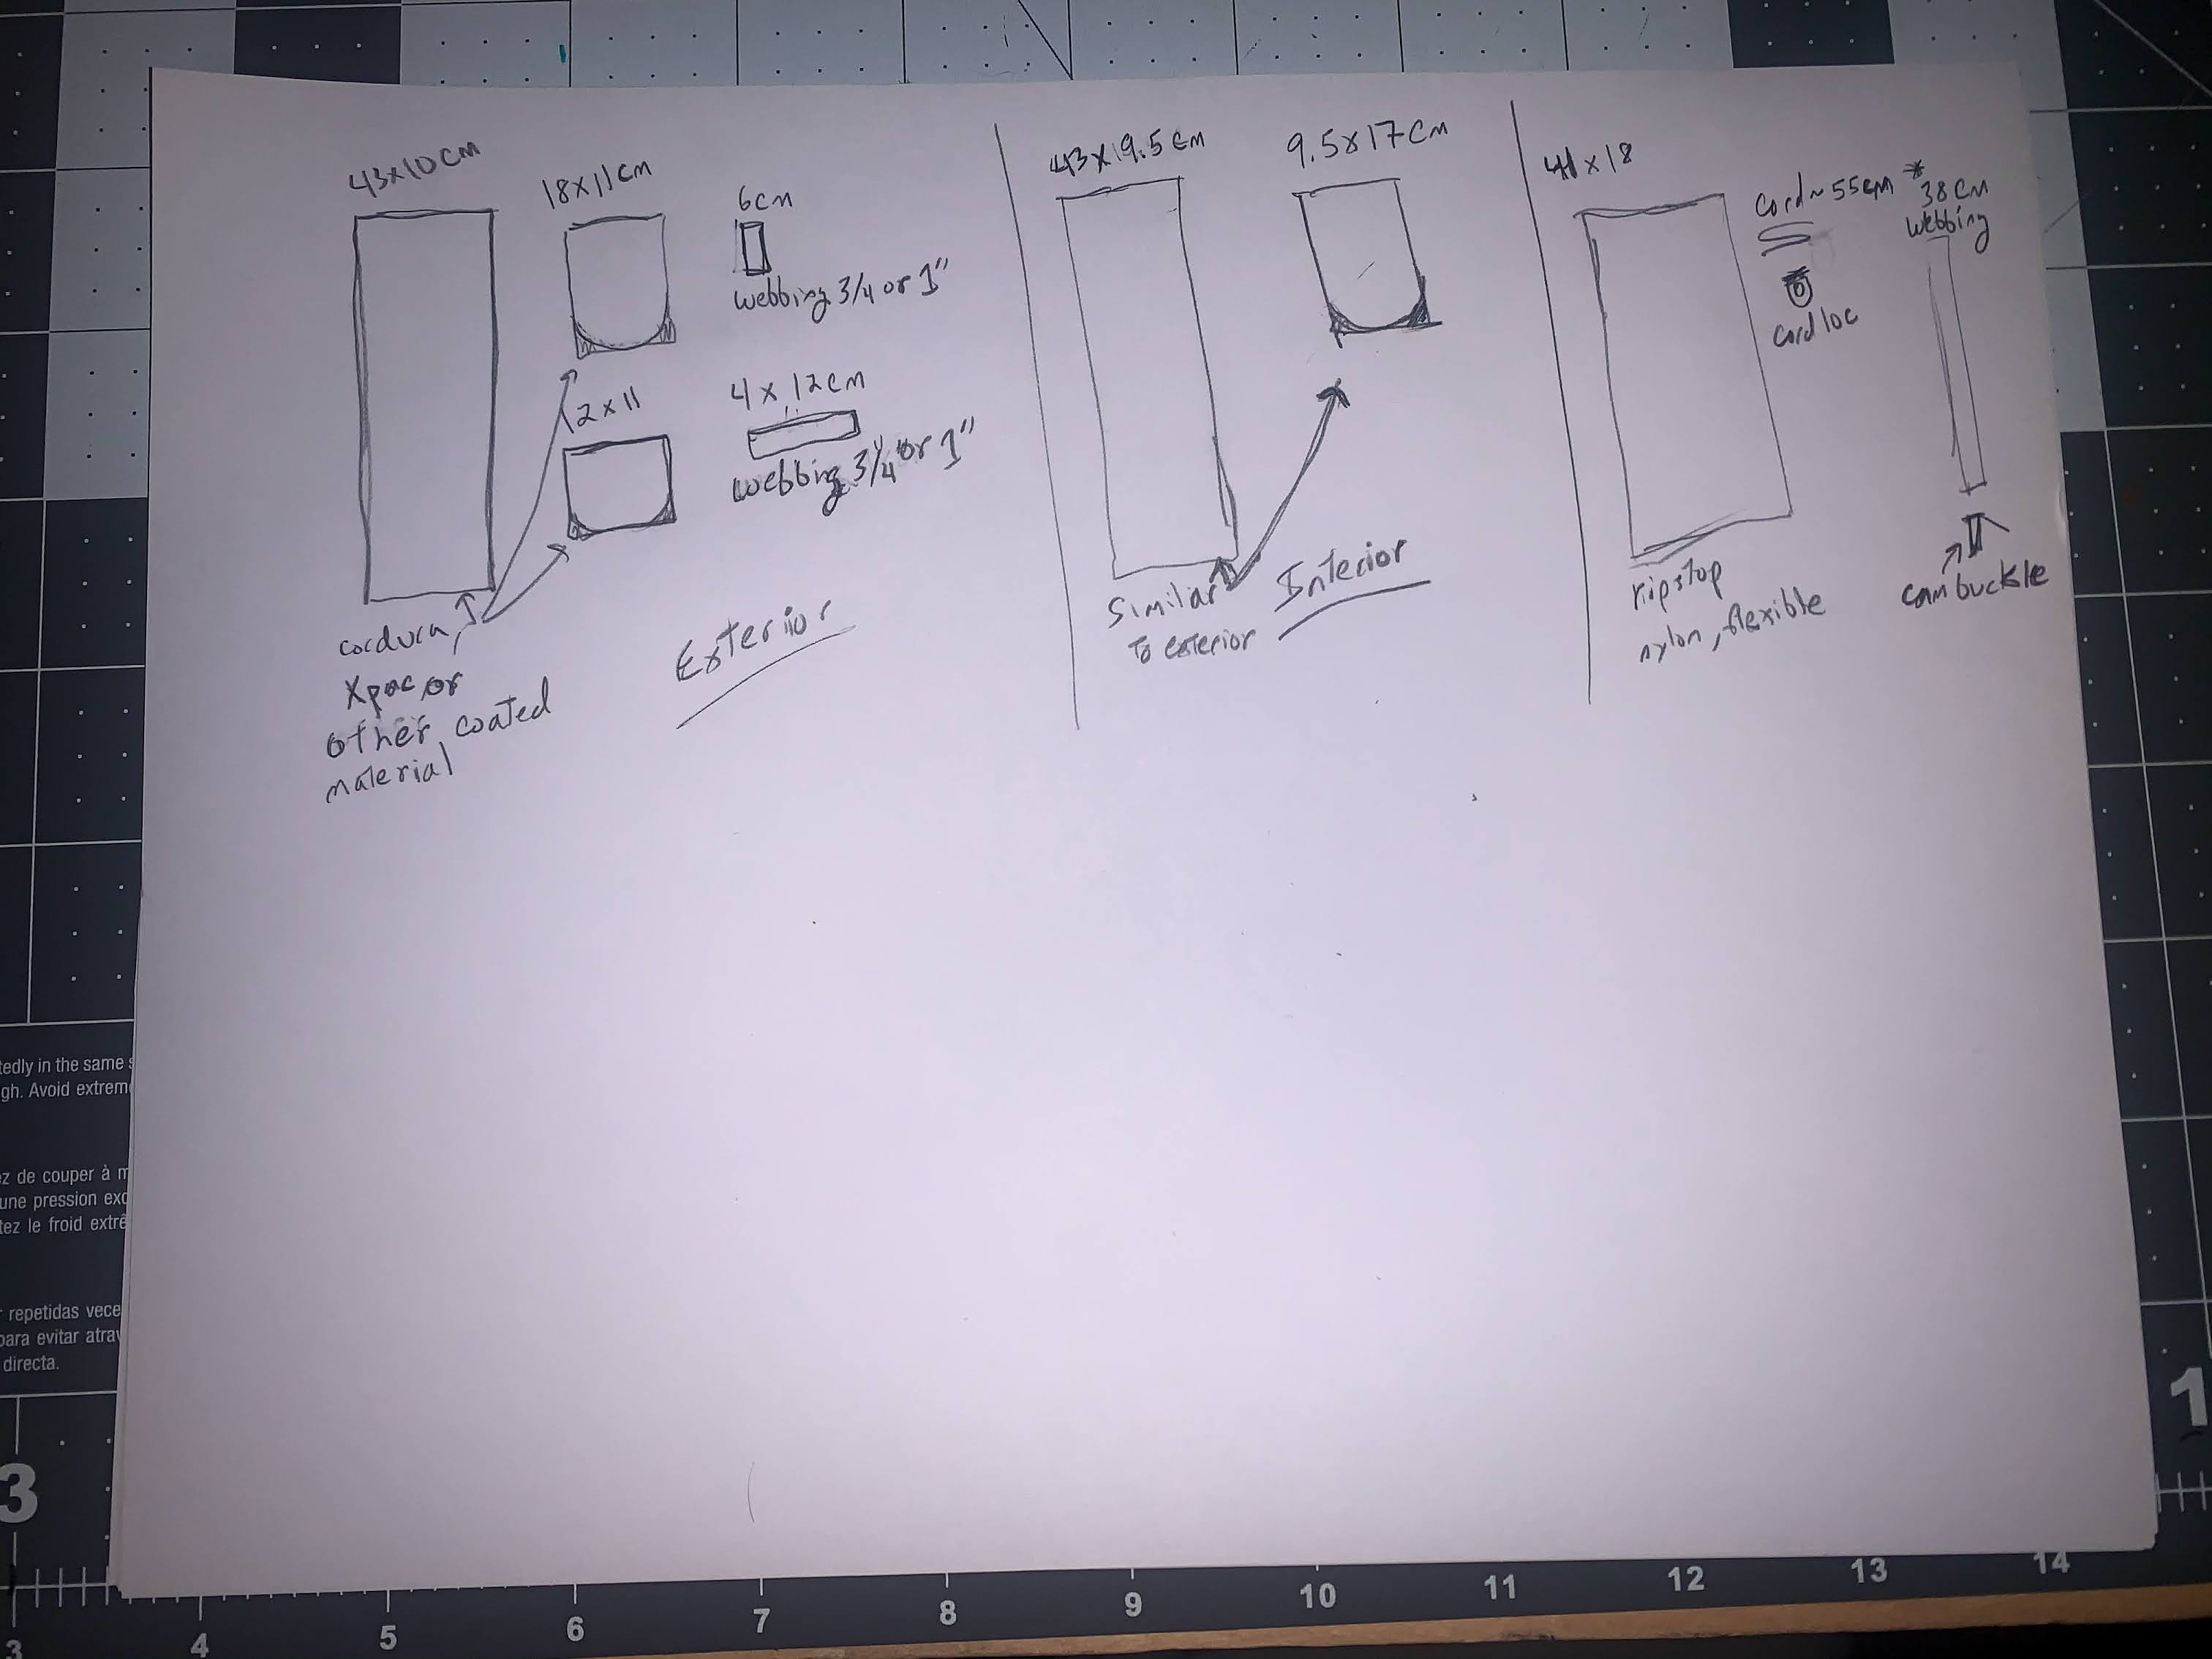 43x10cm
18x11cm
6cm
webbing 3/4 or 1"
12x11
4 x 12cm
webbing 3/4 or 1"
corduca,
Xpac, or
other coated
material
Exterior
43x19.5cm
9.5x17cm
Similar
To exterior
Interior
41x18
cord ~ 55cm *
38cm
webbing
cord loc
ripstop
nylon, flexible
cambuckle
tedly in the same s
gh. Avoid extrem
z de couper à m
une pression exc
tez le froid extrê
r repetidas vece
para evitar atrav
directa.
3
1
3 4 5 6 7 8 9 10 11 12 13 14